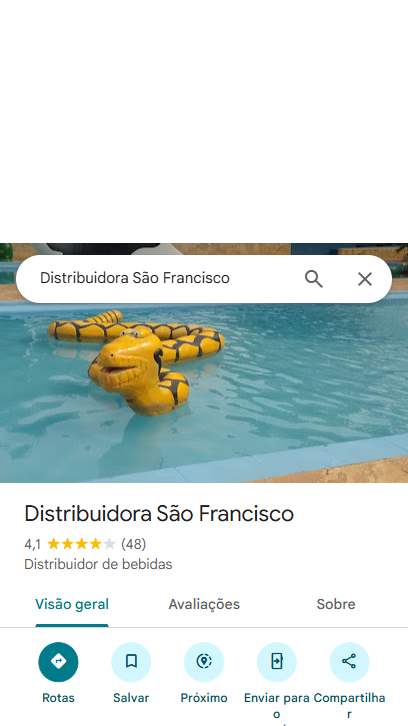 Distribuidora São Francisco
Distribuidora São Francisco
4,1 (48)
Distribuidor de bebidas
Visão geral Avaliações Sobre
Rotas Salvar Próximo Enviar para o Compartilhar